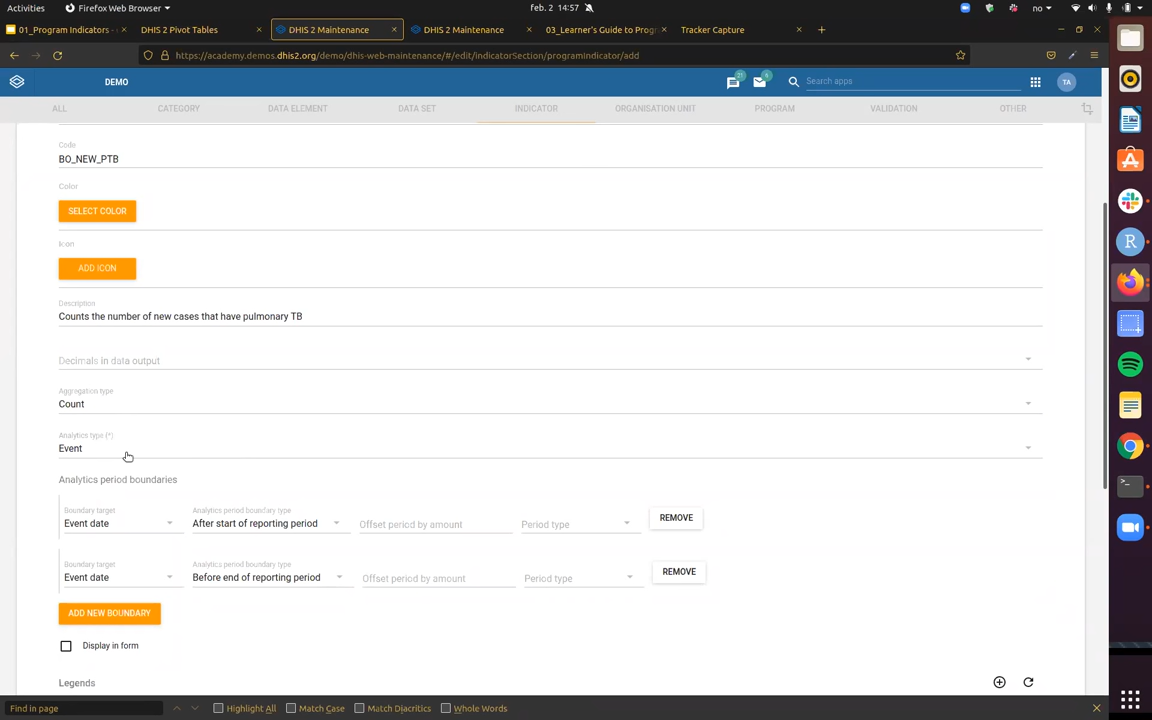 Activities
Firefox Web Browser
feb. 2 14:57
no
01_Program Indicators -
DHIS 2 Pivot Tables
DHIS 2 Maintenance
DHIS 2 Maintenance
03_Learner's Guide to Prog
Tracker Capture
https://academy.demos.dhis2.org/demo/dhis-web-maintenance/#/edit/indicatorSection/programIndicator/add
DEMO
Search apps
TA
ALL
CATEGORY
DATA ELEMENT
DATA SET
INDICATOR
ORGANISATION UNIT
PROGRAM
VALIDATION
OTHER
Code
BO_NEW_PTB
Color
SELECT COLOR
Icon
ADD ICON
Description
Counts the number of new cases that have pulmonary TB
Decimals in data output
Aggregation type
Count
Analytics type (*)
Event
Analytics period boundaries
Boundary target
Event date
Analytics period boundary type
After start of reporting period
Offset period by amount
Period type
REMOVE
Boundary target
Event date
Analytics period boundary type
Before end of reporting period
Offset period by amount
Period type
REMOVE
ADD NEW BOUNDARY
Display in form
Legends
Find in page
Highlight All
Match Case
Match Diacritics
Whole Words